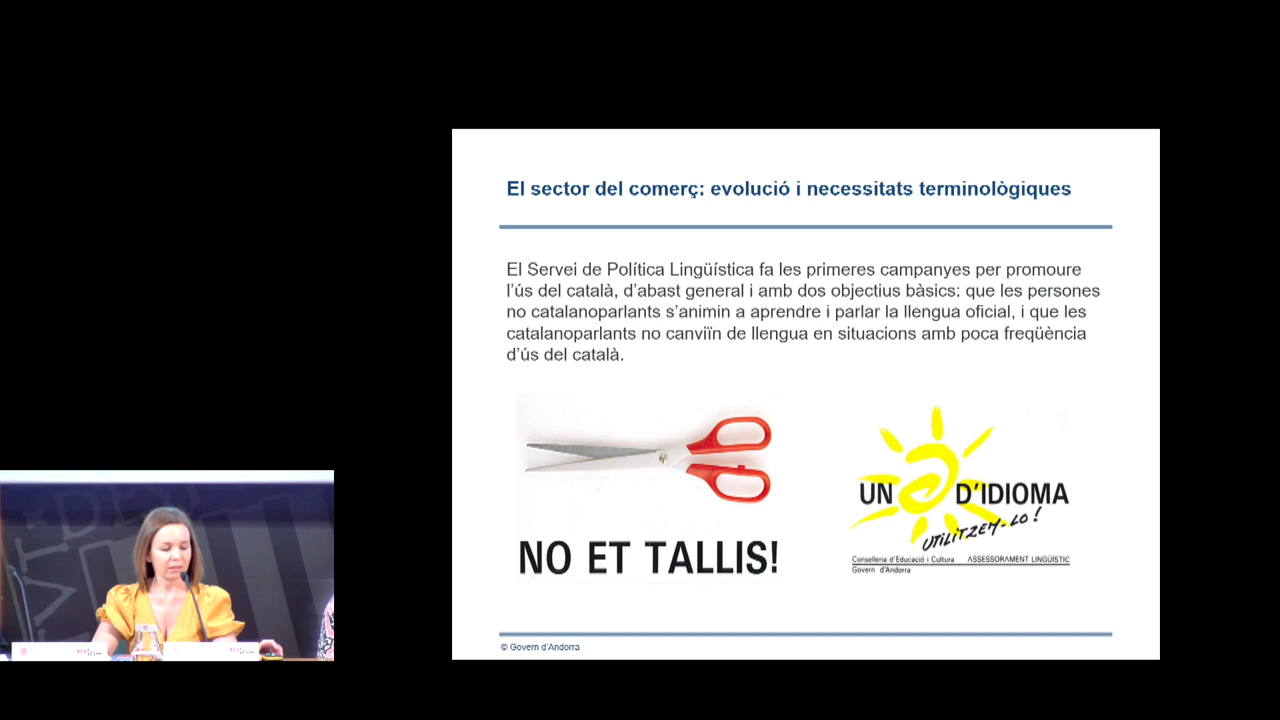 El sector del comerç: evolució i necessitats terminològiques
El Servei de Política Lingüística fa les primeres campanyes per promoure
l'ús del català, d'abast general i amb dos objectius bàsics: que les persones
no catalanoparlants s'animin a aprendre i parlar la llengua oficial, i que les
catalanoparlants no canviïn de llengua en situacions amb poca freqüència
d'ús del català.
NO ET TALLIS!
UN D'IDIOMA
UTILITZEM-LO!
Conselleria d'Educació i Cultura ASSESSORAMENT LINGÜÍSTIC
Govern d'Andorra
© Govern d'Andorra